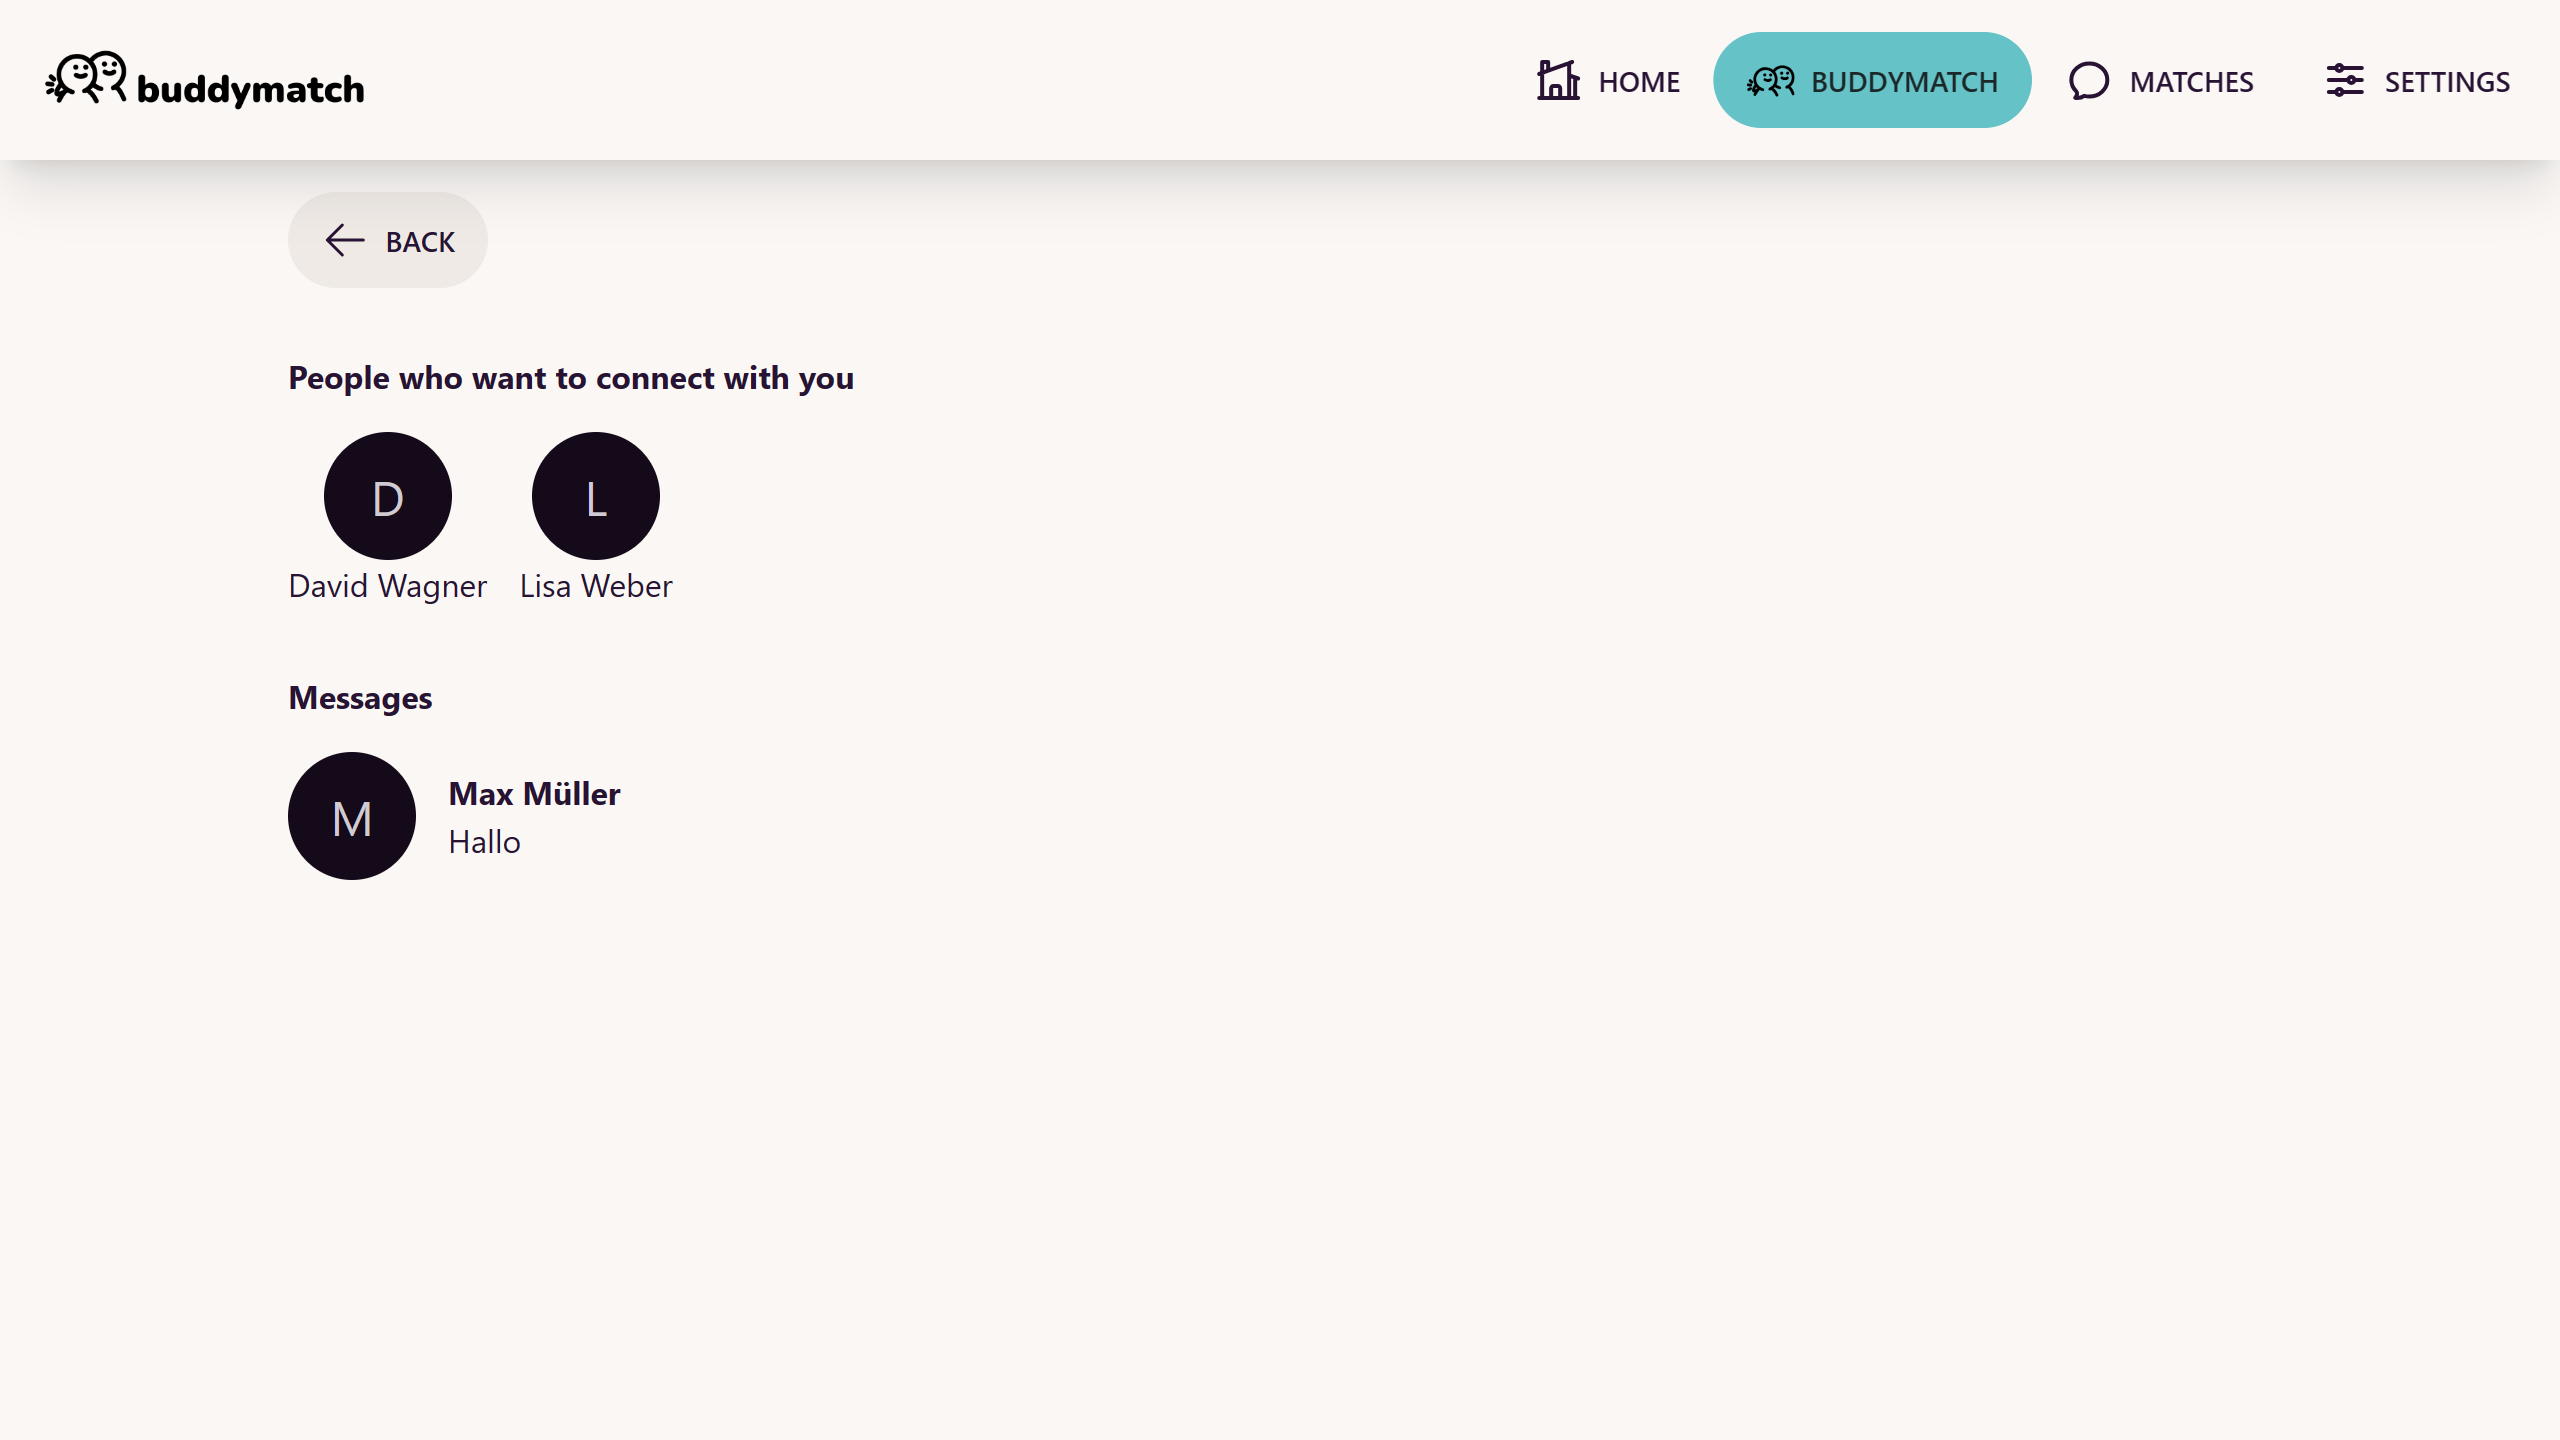 buddymatch
HOME
BUDDYMATCH
MATCHES
SETTINGS
BACK
People who want to connect with you
D
L
David Wagner
Lisa Weber
Messages
M
Max Müller
Hallo